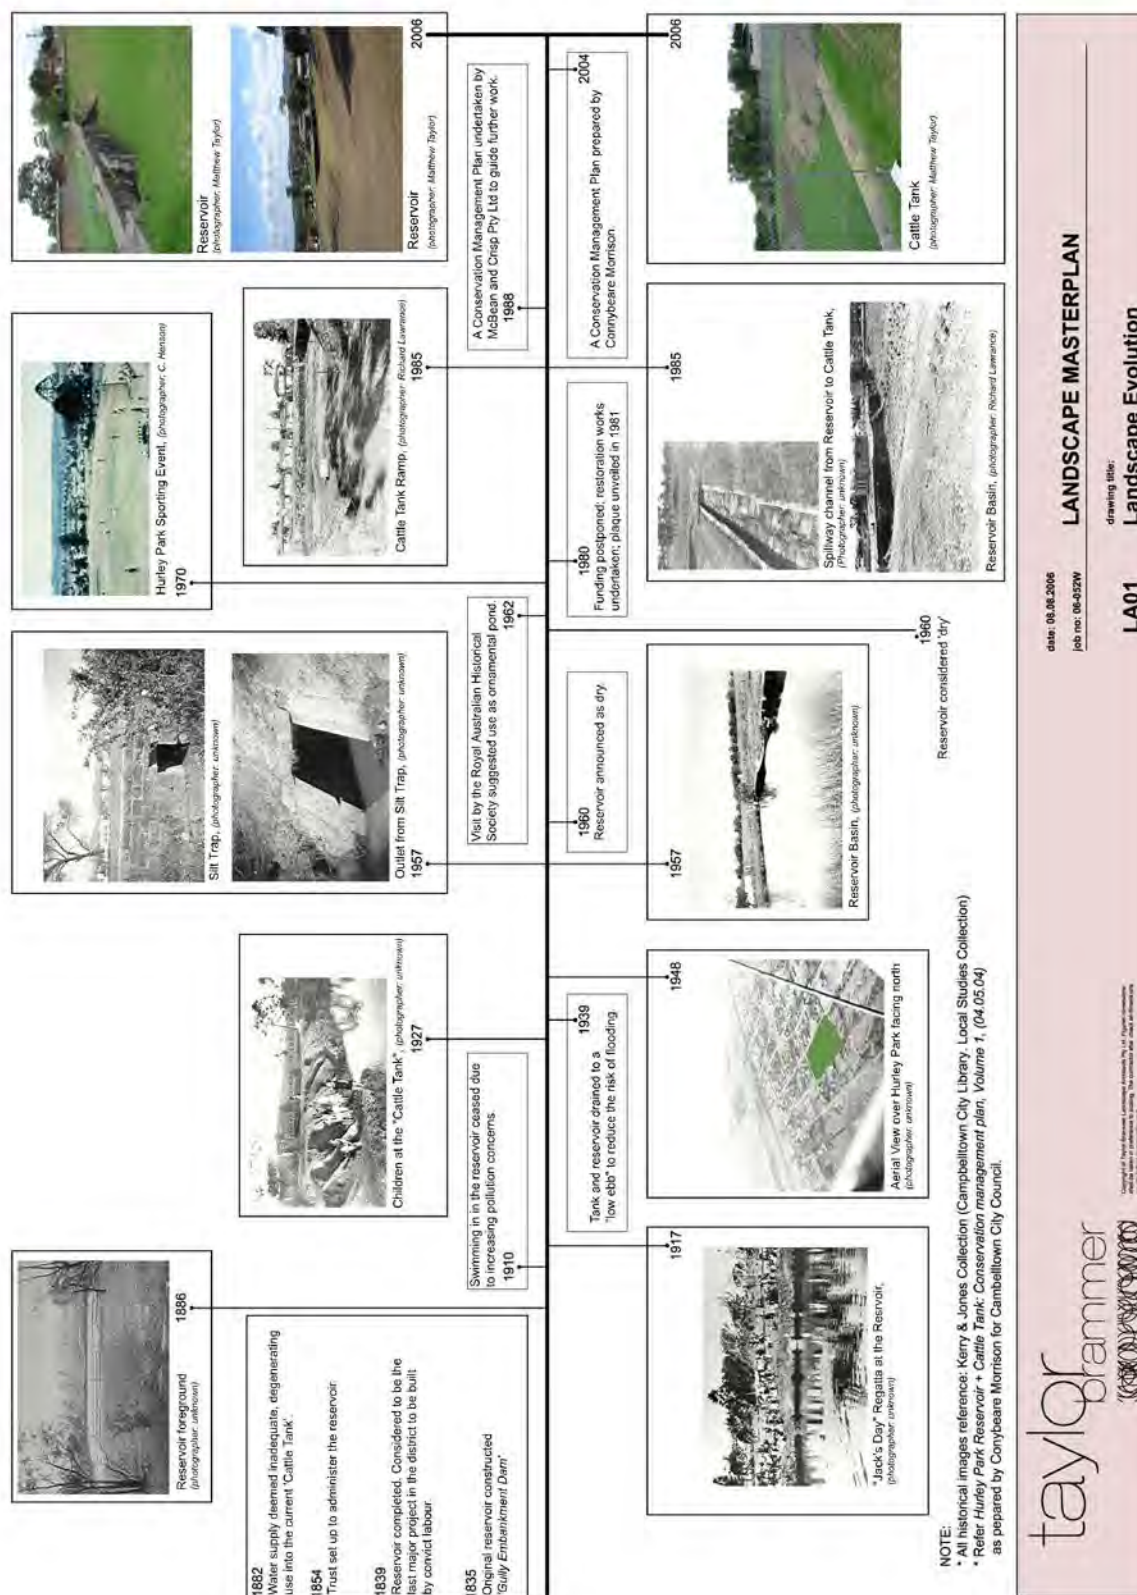 1882
Water supply deemed inadequate, degenerating
use into the current 'Cattle Tank'.
1854
Trust set up to administer the reservoir
1839
Reservoir completed. Considered to be the
last major project in the district to be built
by convict labour.
1835
Original reservoir constructed
'Gully Embankment Dam'
Reservoir foreground
(photographer: unknown)
1886
Swimming in in the reservoir ceased due
to increasing pollution concerns.
1910
"Jack's Day" Regatta at the Resrvoir,
(photographer: unknown)
1917
Children at the "Cattle Tank", (photographer: unknown)
1927
1939
Tank and reservoir drained to a
"low ebb" to reduce the risk of flooding.
1948
Aerial View over Hurley Park facing north
(photographer: unknown)
Silt Trap, (photographer: unknown)
Outlet from Silt Trap, (photographer: unknown)
1957
1957
Reservoir Basin, (photographer: unknown)
1960
Reservoir announced as dry.
1960
Reservoir considered 'dry'
Visit by the Royal Australian Historical
Society suggested use as ornamental pond.
1962
Hurley Park Sporting Event, (photographer: C. Henson)
1970
1980
Funding postponed; restoration works
undertaken; plaque unveiled in 1981
Cattle Tank Ramp, (photographer: Richard Lawrance)
1985
1985
Spillway channel from Reservoir to Cattle Tank,
(Photographer: unknown)
Reservoir Basin, (photographer: Richard Lawrance)
A Conservation Management Plan undertaken by
McBean and Crisp Pty Ltd to guide further work.
1988
2004
A Conservation Management Plan prepared by
Connybeare Morrison.
Reservoir
(photographer: Matthew Taylor)
Reservoir
(photographer: Matthew Taylor)
2006
2006
Cattle Tank
(photographer: Matthew Taylor)
NOTE:
* All historical images reference: Kerry & Jones Collection (Campbelltown City Library. Local Studies Collection)
* Refer Hurley Park Reservoir + Cattle Tank: Conservation management plan, Volume 1, (04.05.04)
as pepared by Conybeare Morrison for Cambelltown City Council.
taylor
brammer
date: 08.08.2006
job no: 06-052W
LANDSCAPE MASTERPLAN
drawing title:
LA01 Landscape Evolution